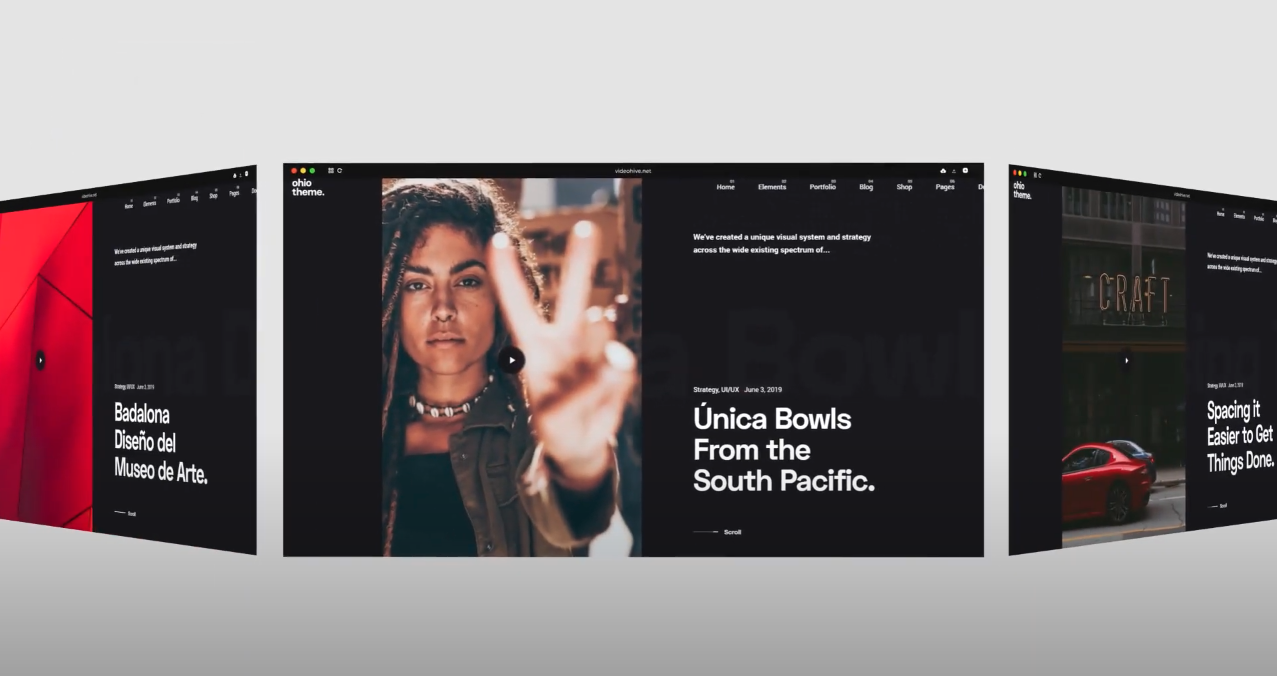 videohive.net
Home
Elements
Portfolio
Blog
Shop
Pages
We've created a unique visual system and strategy
across the wide existing spectrum of...
Strategy, UI/UX June 3, 2019
Badalona
Diseño del
Museo de Arte.
Scroll
ohio
theme.
videohive.net
Home
Elements
Portfolio
Blog
Shop
Pages
We've created a unique visual system and strategy
across the wide existing spectrum of...
a Bowl
Strategy, UI/UX June 3, 2019
Única Bowls
From the
South Pacific.
Scroll
ohio
theme.
videohive.net
Home
Elements
Portfolio
We've created a unique visual system and strategy
across the wide existing spectrum of...
CRAFT
Strategy, UI/UX June 3, 2019
Spacing it
Easier to Get
Things Done.
Scroll